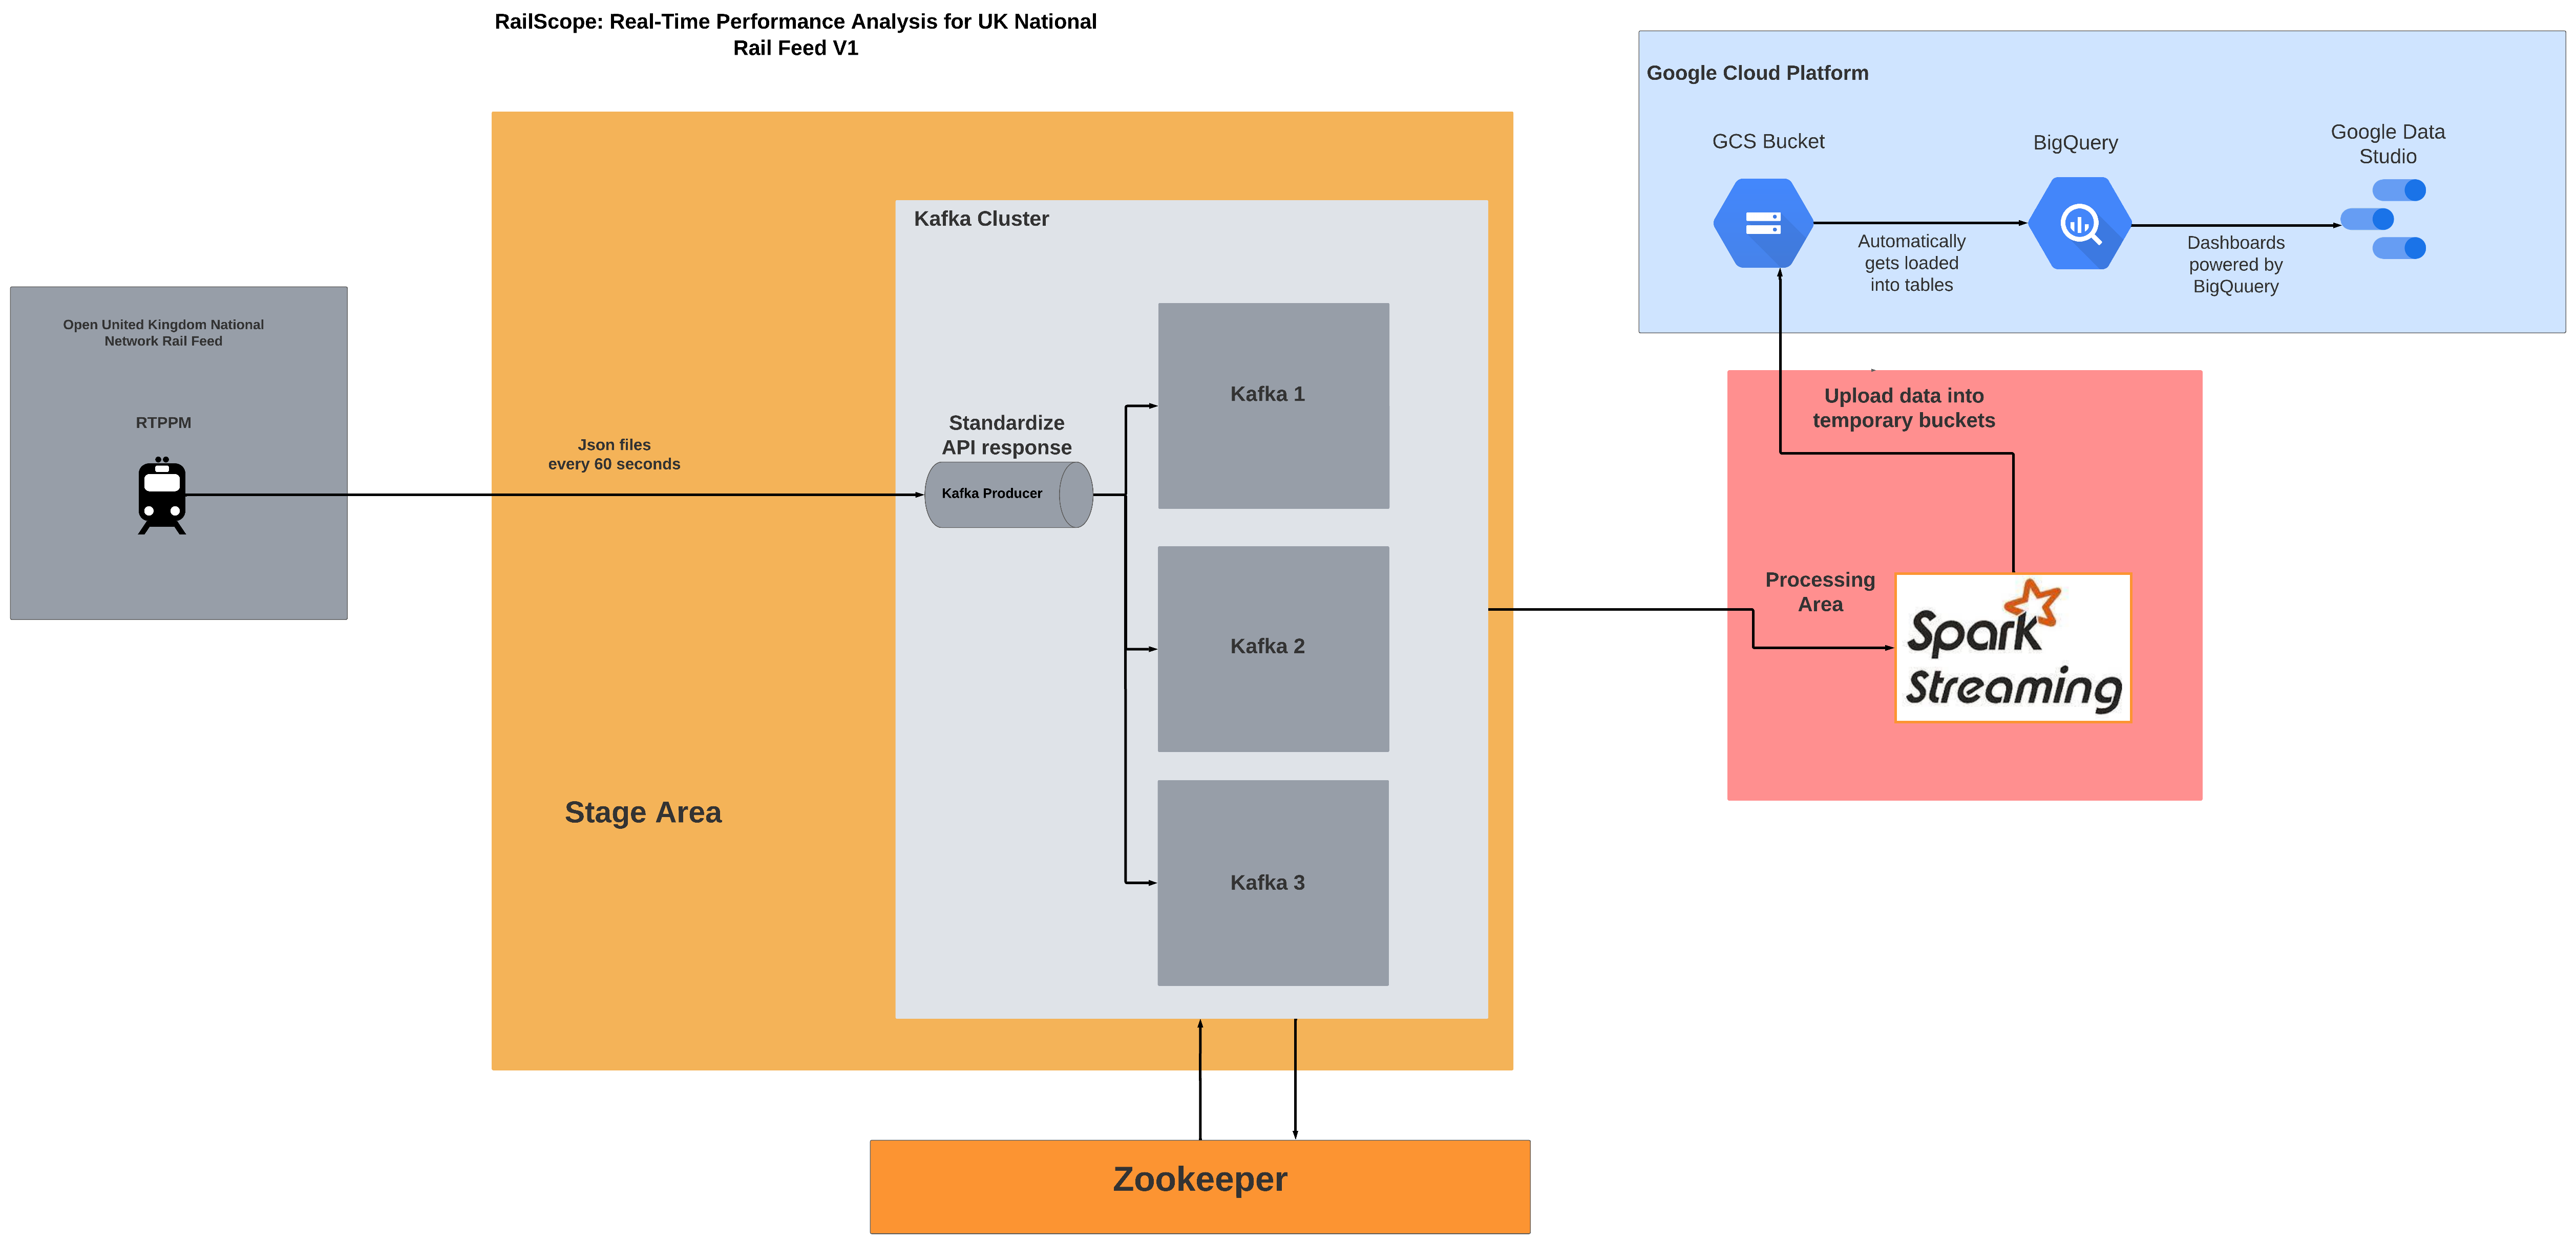 RailScope: Real-Time Performance Analysis for UK National
Rail Feed V1
Open United Kingdom National
Network Rail Feed
RTPPM
Json files
every 60 seconds
Stage Area
Kafka Cluster
Standardize
API response
Kafka Producer
Kafka 1
Kafka 2
Kafka 3
Zookeeper
Google Cloud Platform
GCS Bucket
Automatically
gets loaded
into tables
BigQuery
Dashboards
powered by
BigQuuery
Google Data
Studio
Upload data into
temporary buckets
Processing
Area
Spark
Streaming